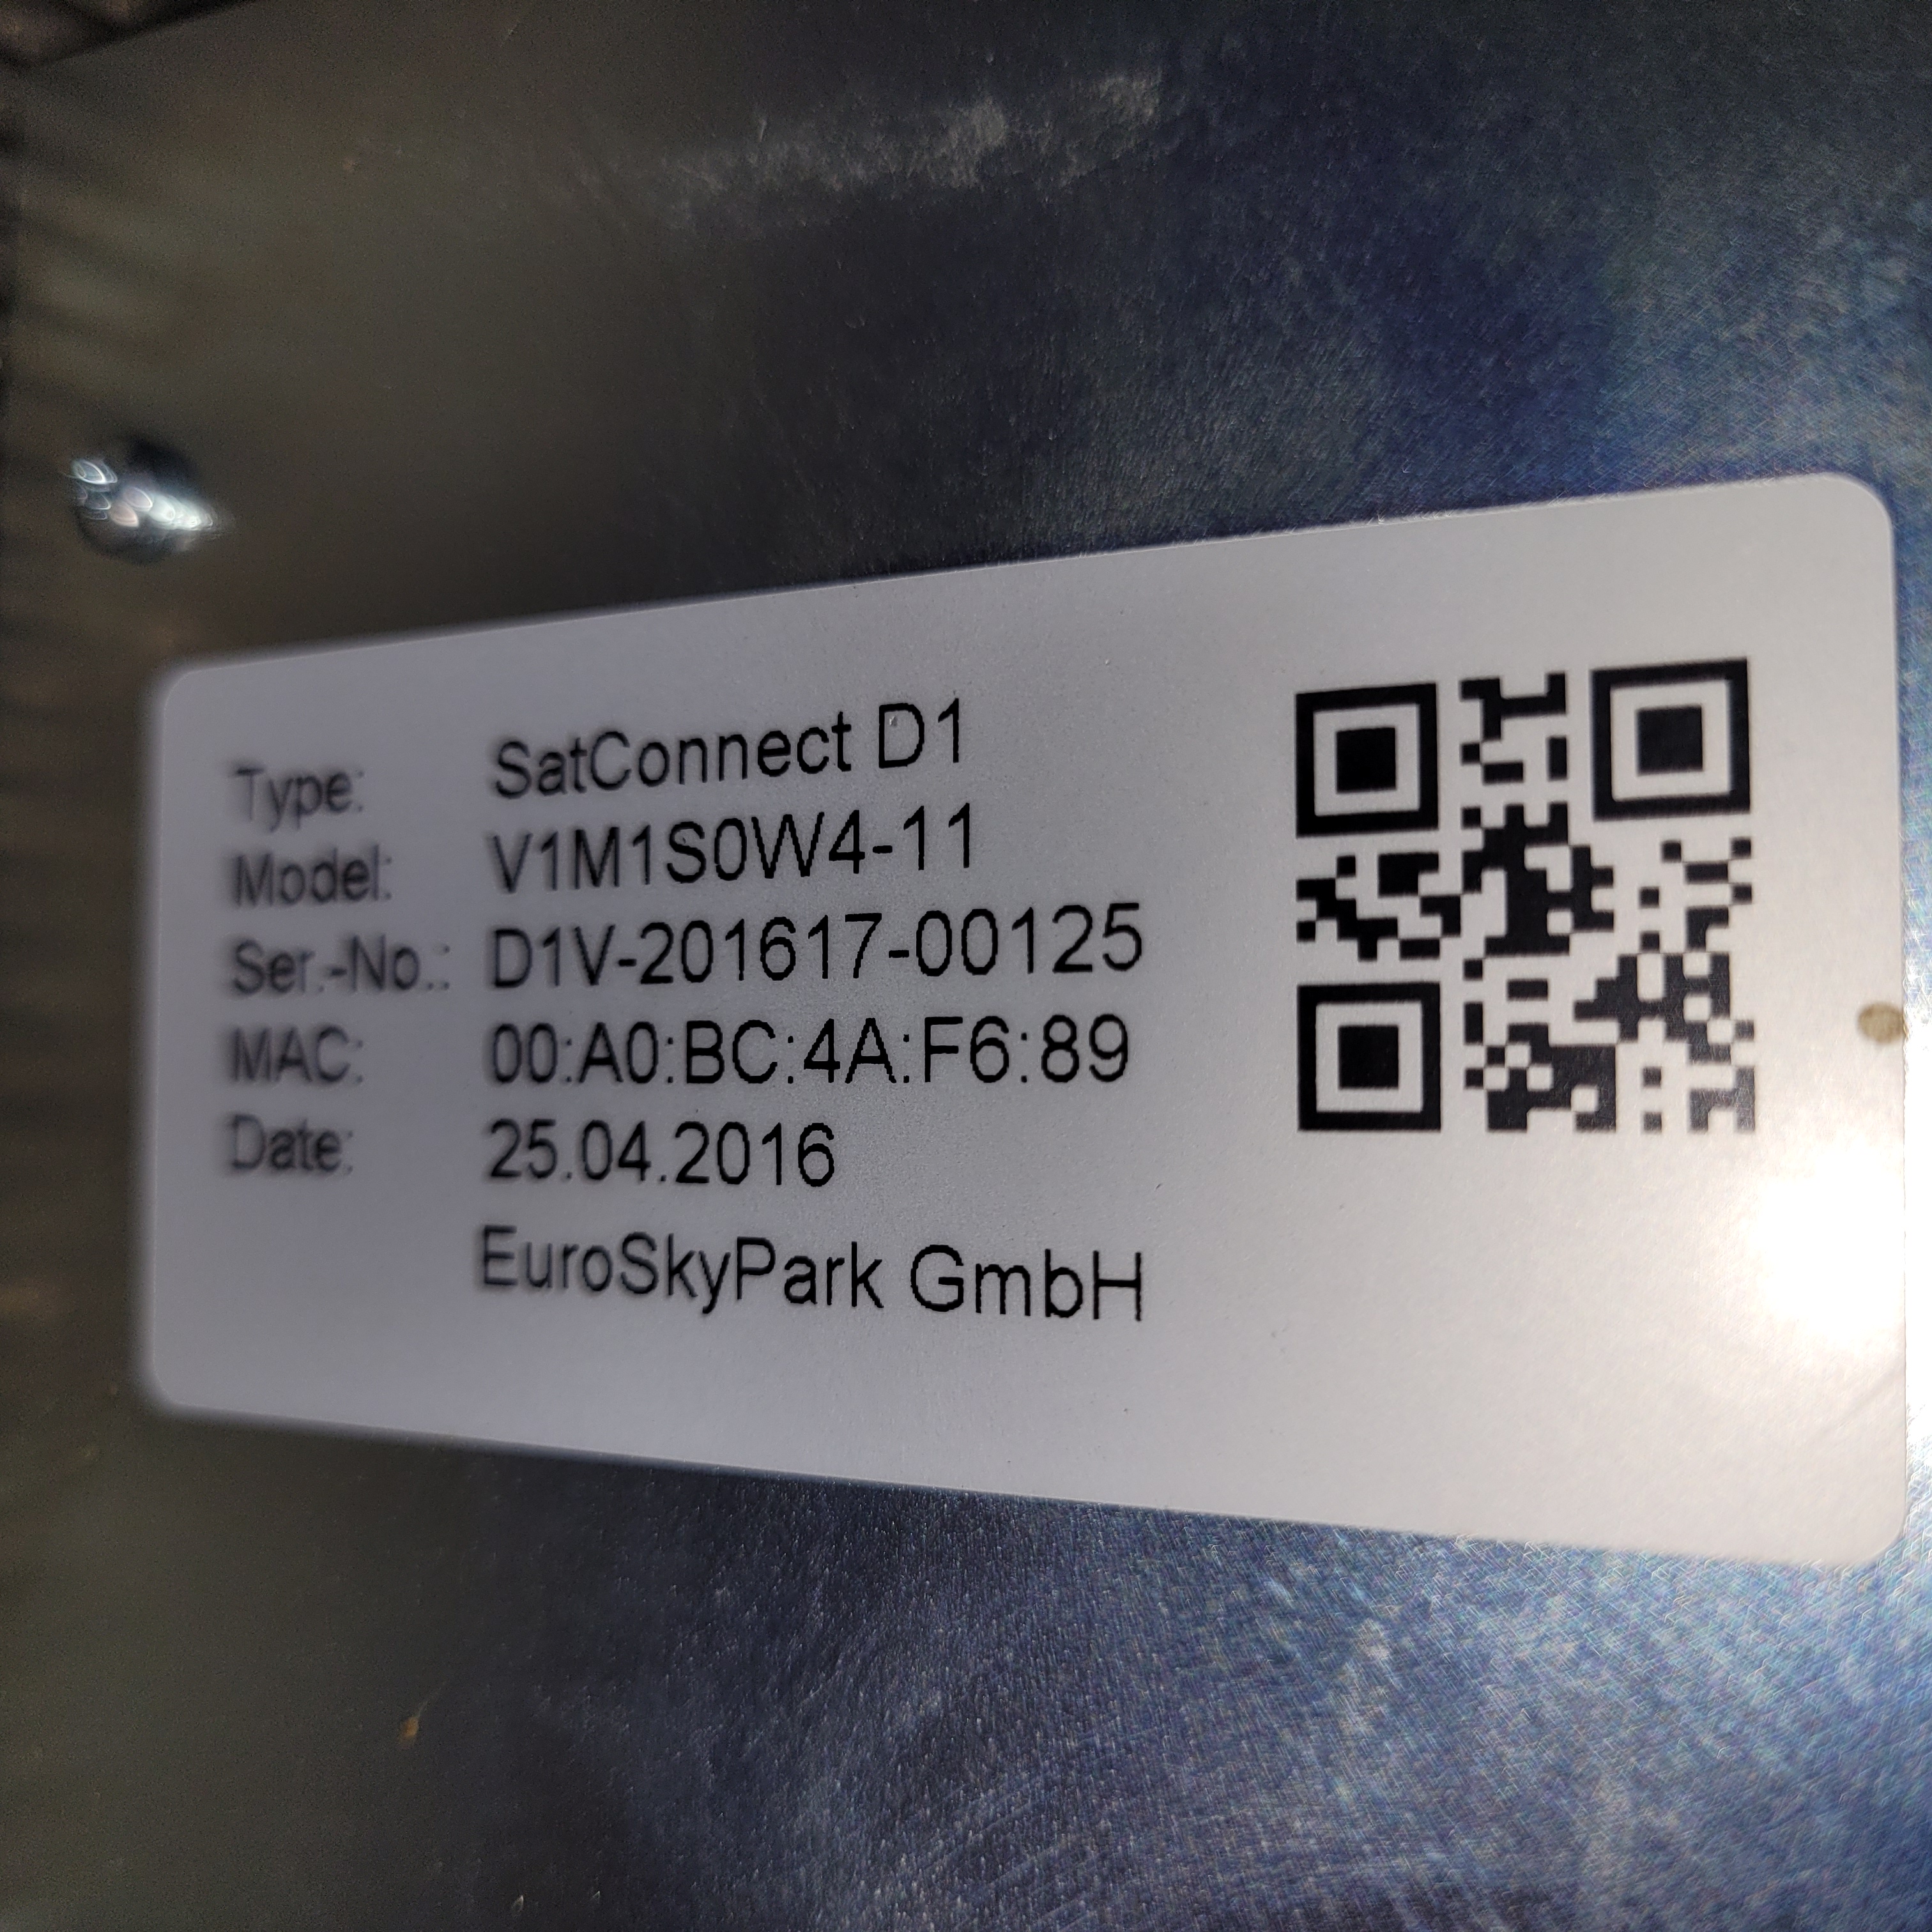 Type: SatConnect D1
Model: V1M1S0W4-11
Ser.-No.: D1V-201617-00125
MAC: 00:A0:BC:4A:F6:89
Date: 25.04.2016
EuroSkyPark GmbH